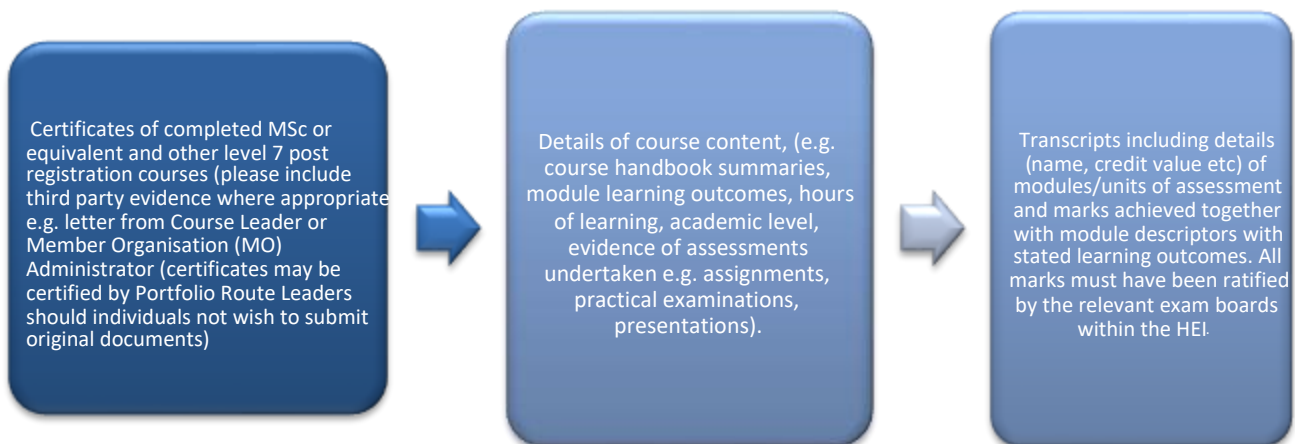 Certificates of completed MSc or
equivalent and other level 7 post
registration courses (please include
third party evidence where appropriate
e.g. letter from Course Leader or
Member Organisation (MO)
Administrator (certificates may be
certified by Portfolio Route Leaders
should individuals not wish to submit
original documents)
Details of course content, (e.g.
course handbook summaries,
module learning outcomes, hours
of learning, academic level,
evidence of assessments
undertaken e.g. assignments,
practical examinations,
presentations).
Transcripts including details
(name, credit value etc) of
modules/units of assessment
and marks achieved together
with module descriptors with
stated learning outcomes. All
marks must have been ratified
by the relevant exam boards
within the HEI.